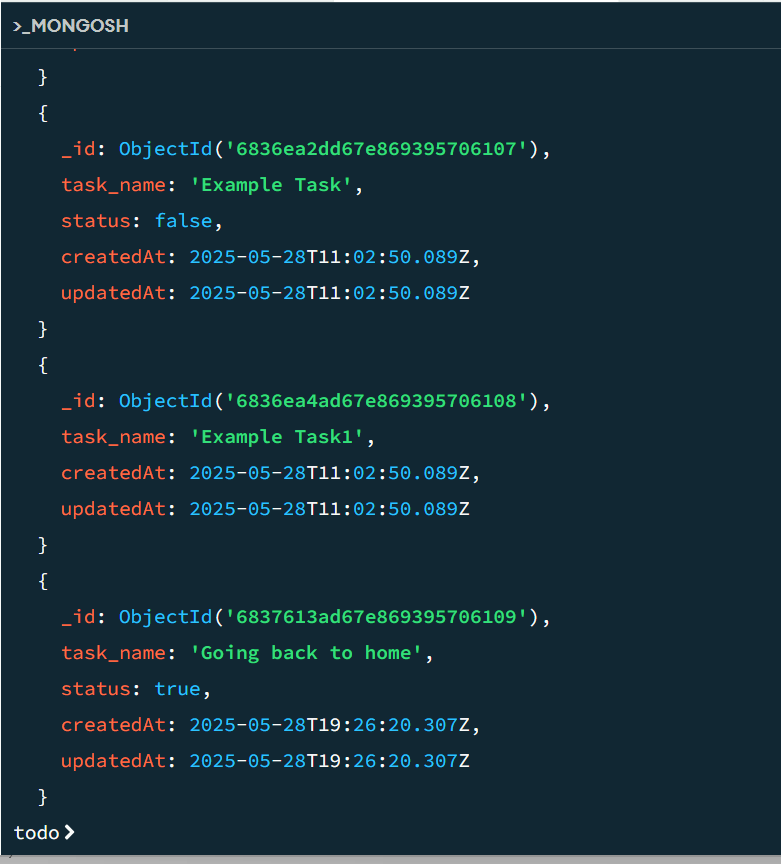 >_MONGOSH
}
{
_id: ObjectId('6836ea2dd67e869395706107'),
task_name: 'Example Task',
status: false,
createdAt: 2025-05-28T11:02:50.089Z,
updatedAt: 2025-05-28T11:02:50.089Z
}
{
_id: ObjectId('6836ea4ad67e869395706108'),
task_name: 'Example Task1',
createdAt: 2025-05-28T11:02:50.089Z,
updatedAt: 2025-05-28T11:02:50.089Z
}
{
_id: ObjectId('6837613ad67e869395706109'),
task_name: 'Going back to home',
status: true,
createdAt: 2025-05-28T19:26:20.307Z,
updatedAt: 2025-05-28T19:26:20.307Z
}
todo>